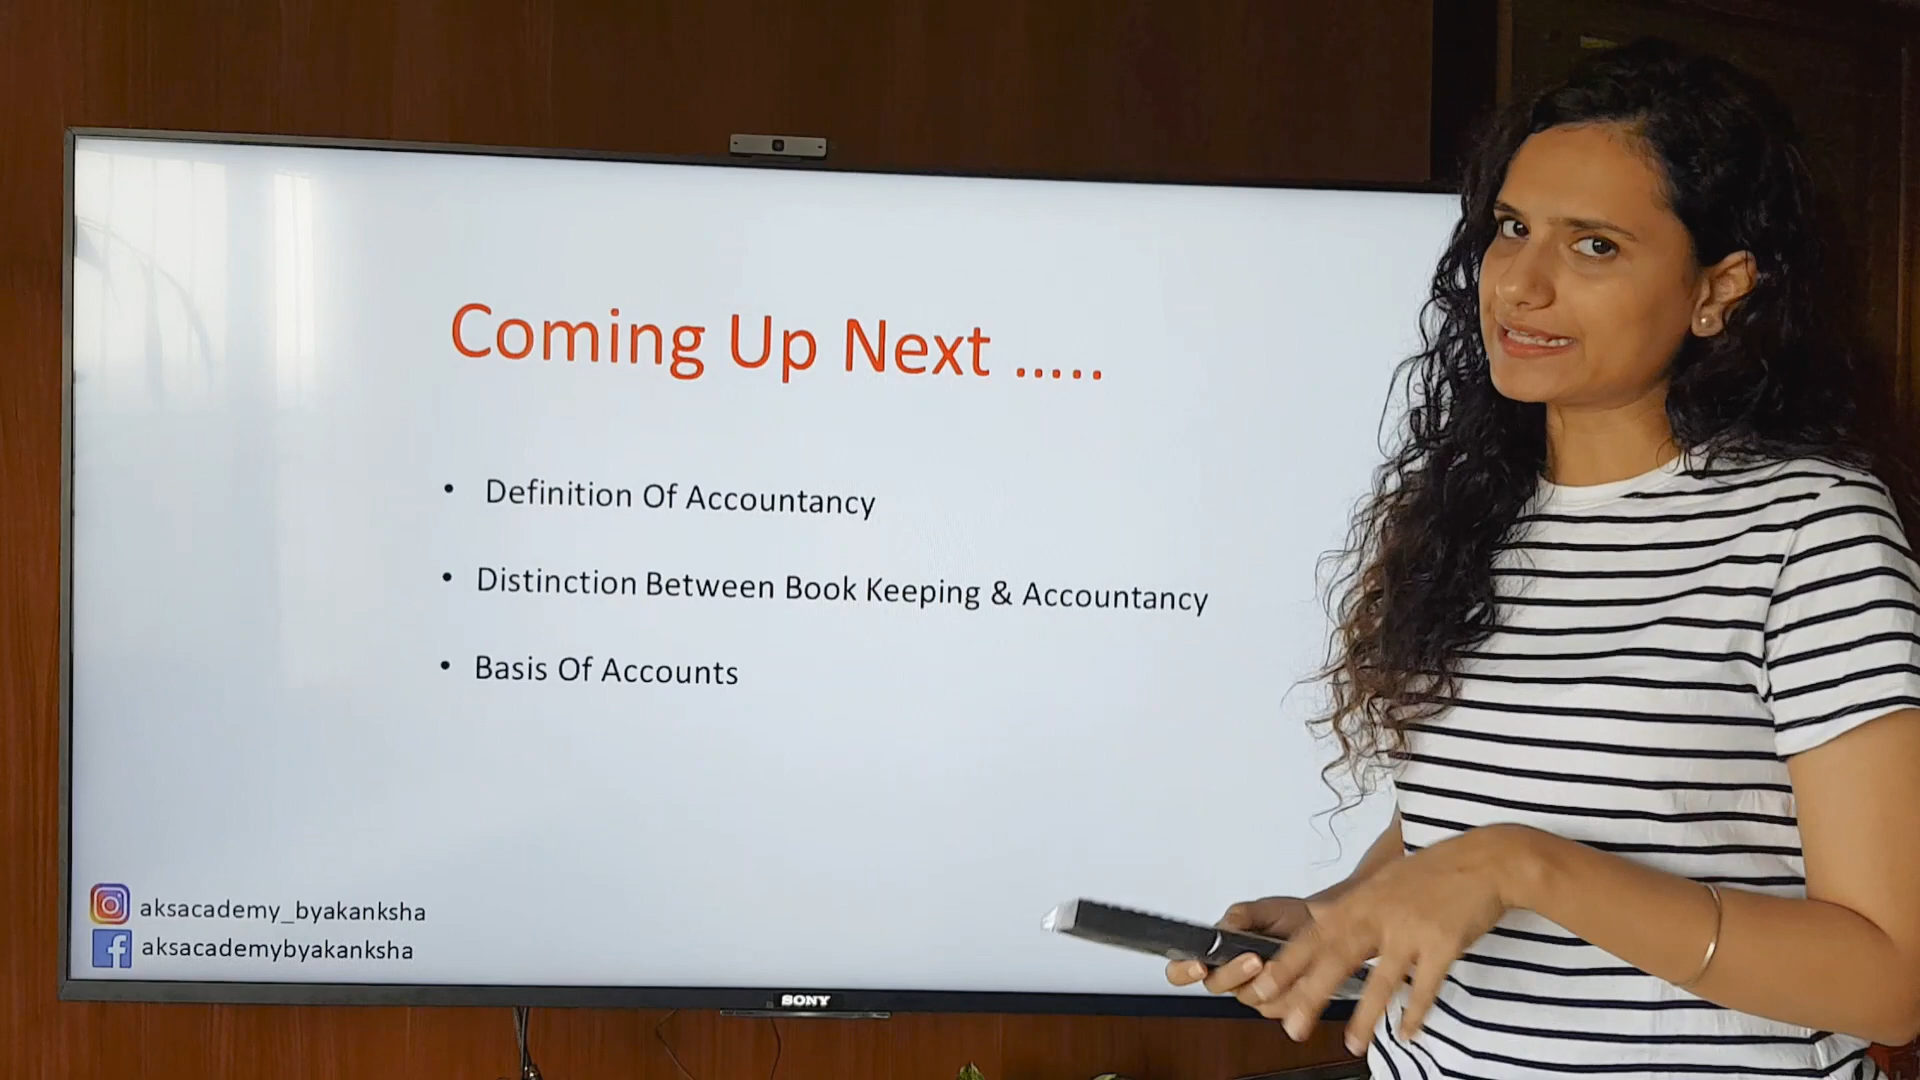 Coming Up Next .....
• Definition Of Accountancy
• Distinction Between Book Keeping & Accountancy
• Basis Of Accounts
aksacademy_byakanksha
aksacademybyakanksha
SONY